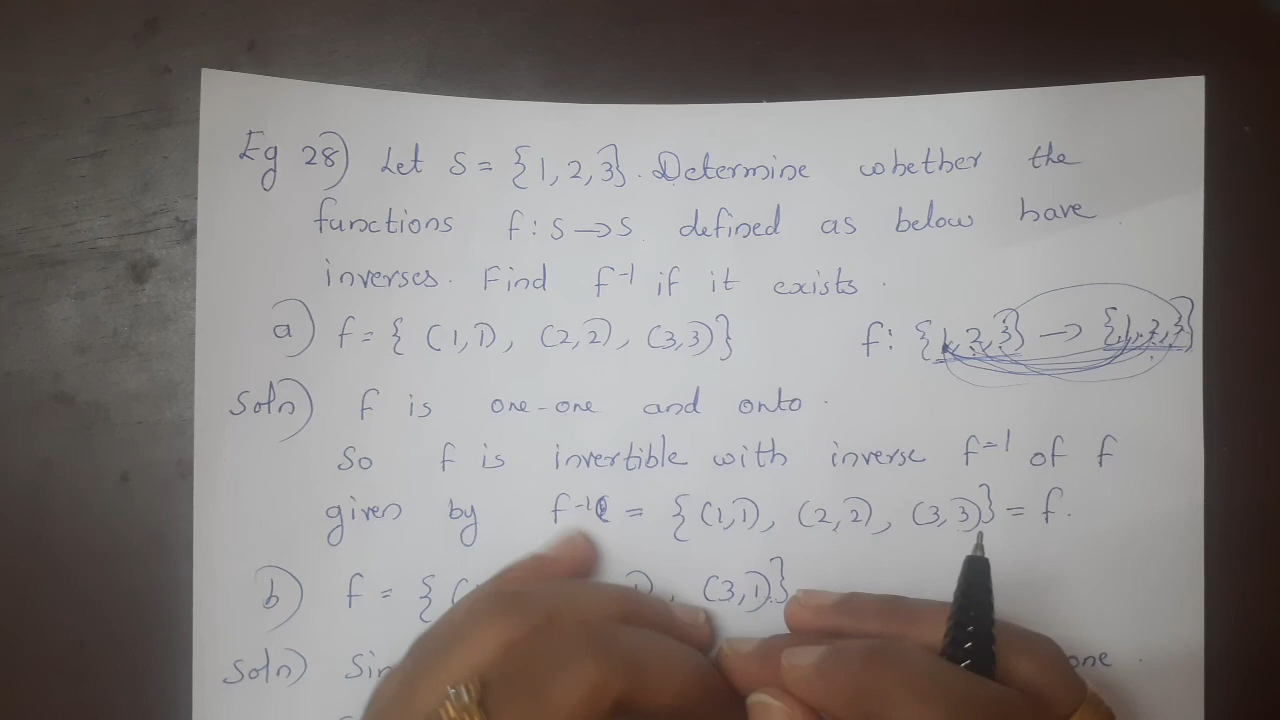 Eg 28) Let S = {1, 2, 3}. Determine whether the
functions f : S → S defined as below have
inverses. Find f⁻¹ if it exists.
a) f = { (1,1), (2,2), (3,3)} f: {1,2,3} → {1,2,3}
Soln) f is one-one and onto.
So f is invertible with inverse f⁻¹ of f
given by f⁻¹ = {(1,1), (2,2), (3,3)} = f.
b) f = { ( ), (3,1)}
Soln) one.